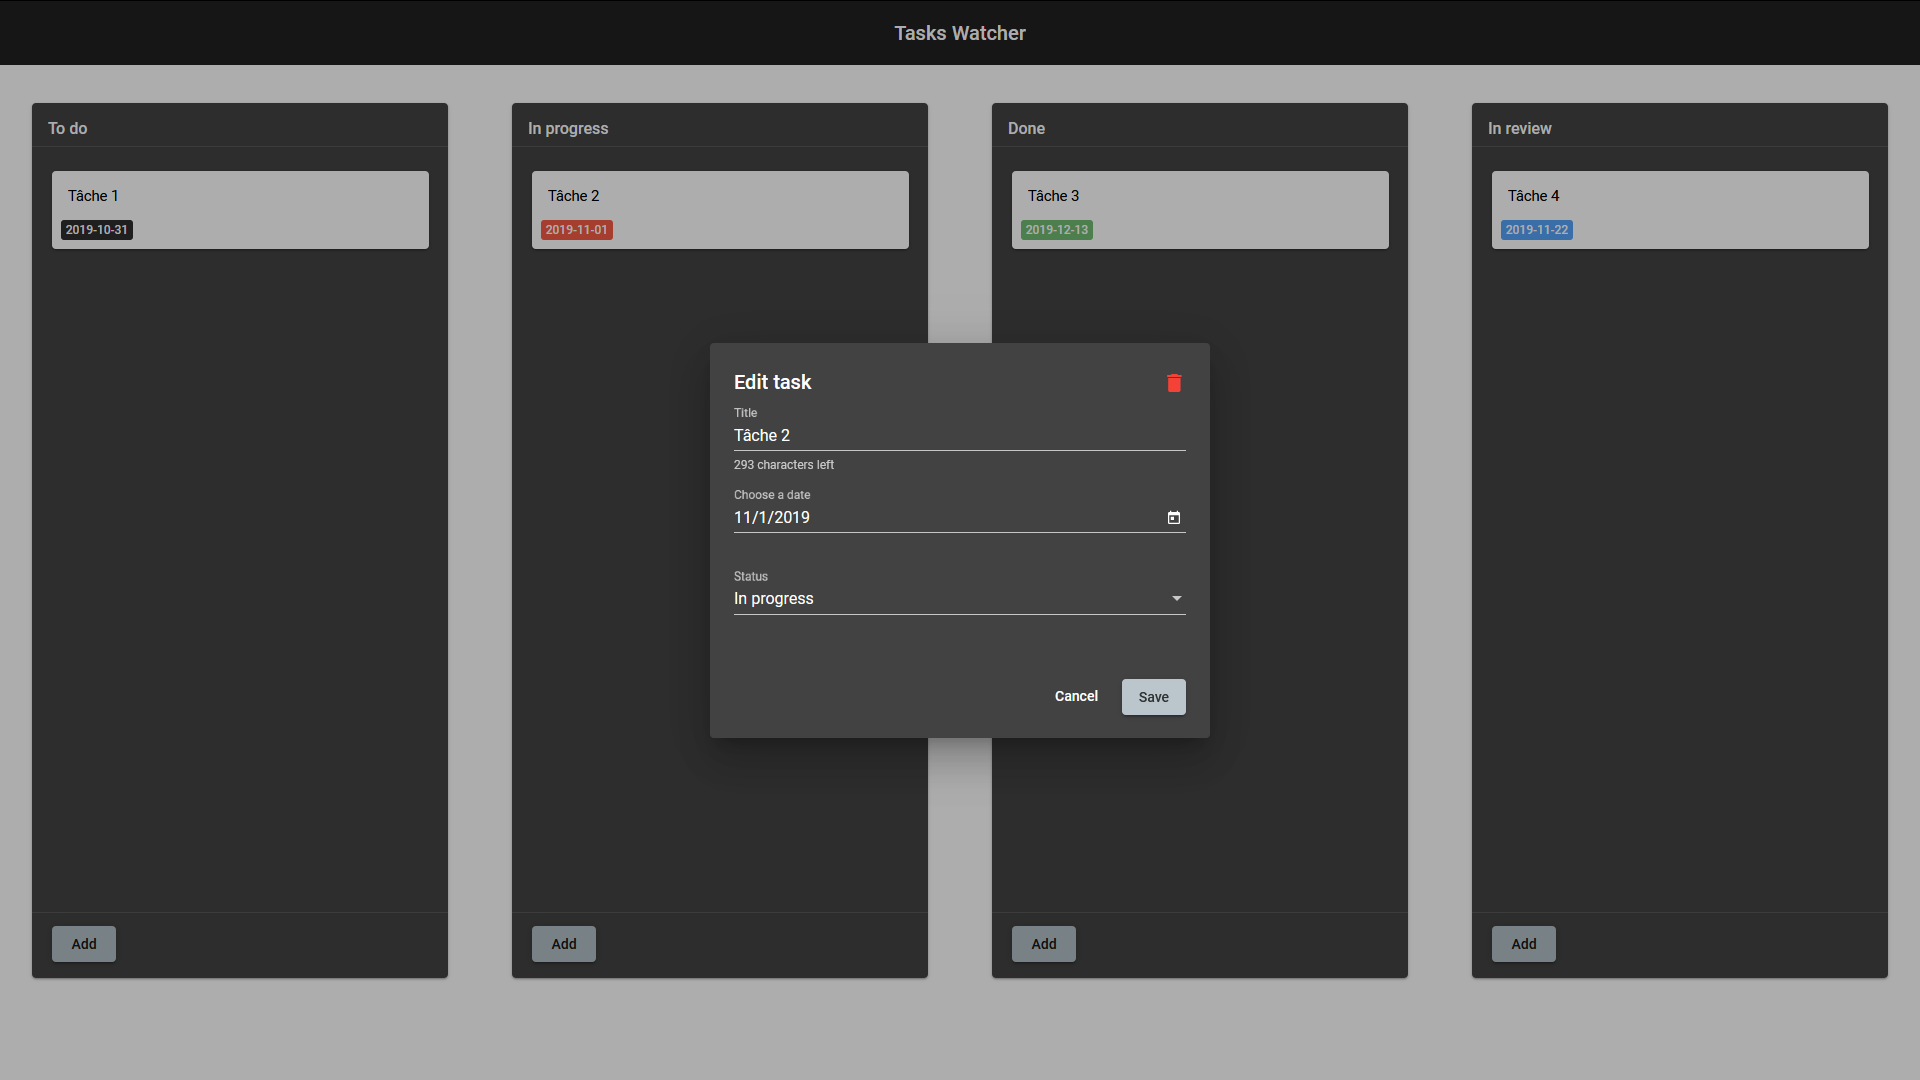 Tasks Watcher
To do
Tâche 1
2019-10-31
Add
In progress
Tâche 2
2019-11-01
Add
Done
Tâche 3
2019-12-13
Add
In review
Tâche 4
2019-11-22
Add
Edit task
Title
Tâche 2
293 characters left
Choose a date
11/1/2019
Status
In progress
Cancel
Save